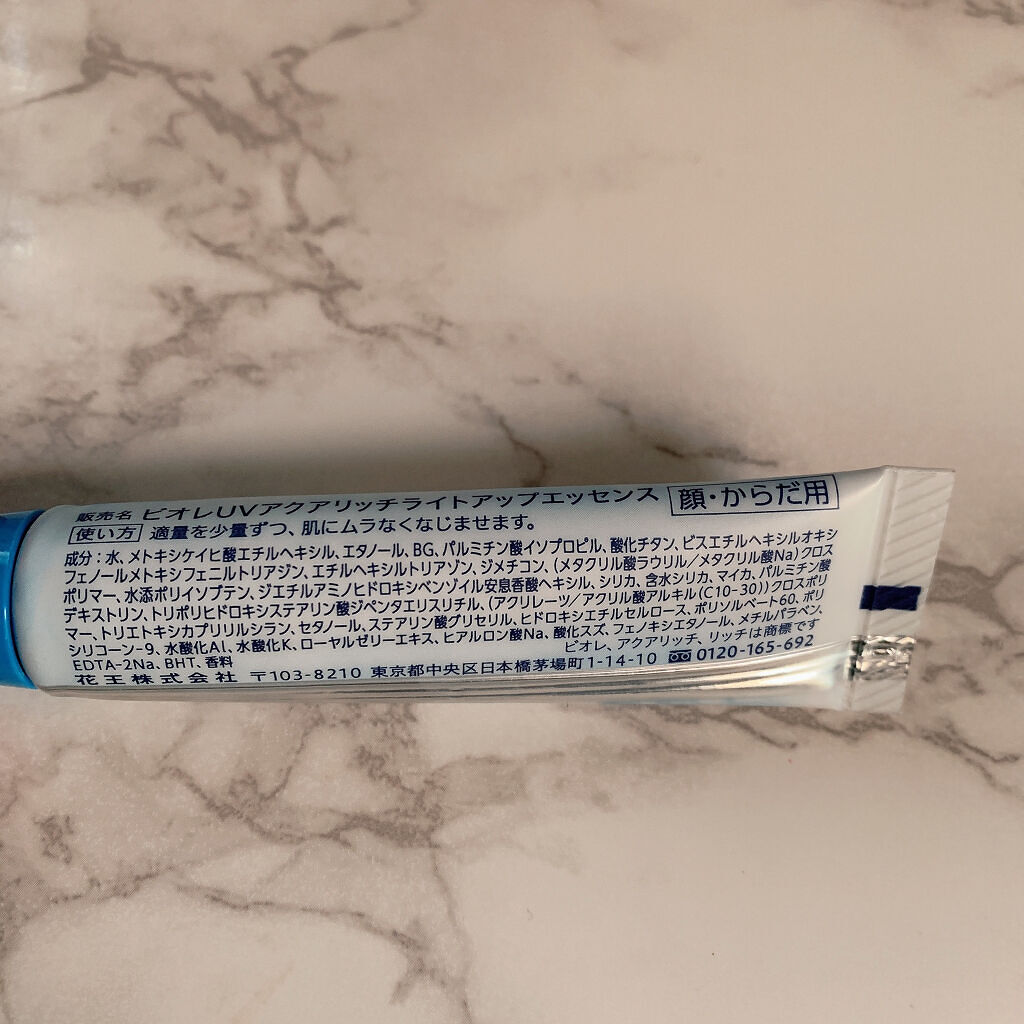 販売名 ビオレUVアクアリッチライトアップエッセンス 顔・からだ用
使い方 適量を少量ずつ、肌にムラなくなじませます。
成分:水、メトキシケイヒ酸エチルヘキシル、エタノール、BG、パルミチン酸イソプロピル、酸化チタン、ビスエチルヘキシルオキシ
フェノールメトキシフェニルトリアジン、エチルヘキシルトリアゾン、ジメチコン、(メタクリル酸ラウリル/メタクリル酸Na)クロス
ポリマー、水添ポリイソブテン、ジエチルアミノヒドロキシベンゾイル安息香酸ヘキシル、シリカ、含水シリカ、マイカ、パルミチン酸
デキストリン、トリポリヒドロキシステアリン酸ジペンタエリスリチル、(アクリレーツ/アクリル酸アルキル(C10-30))クロスポリ
マー、トリエトキシカプリリルシラン、セタノール、ステアリン酸グリセリル、ヒドロキシエチルセルロース、ポリソルベート60、ポリ
シリコーン-9、水酸化Al、水酸化K、ローヤルゼリーエキス、ヒアルロン酸Na、酸化スズ、フェノキシエタノール、メチルパラベン、
EDTA-2Na、BHT、香料 ビオレ、アクアリッチ、リッチは商標です
花王株式会社 〒103-8210 東京都中央区日本橋茅場町1-14-10 0120-165-692